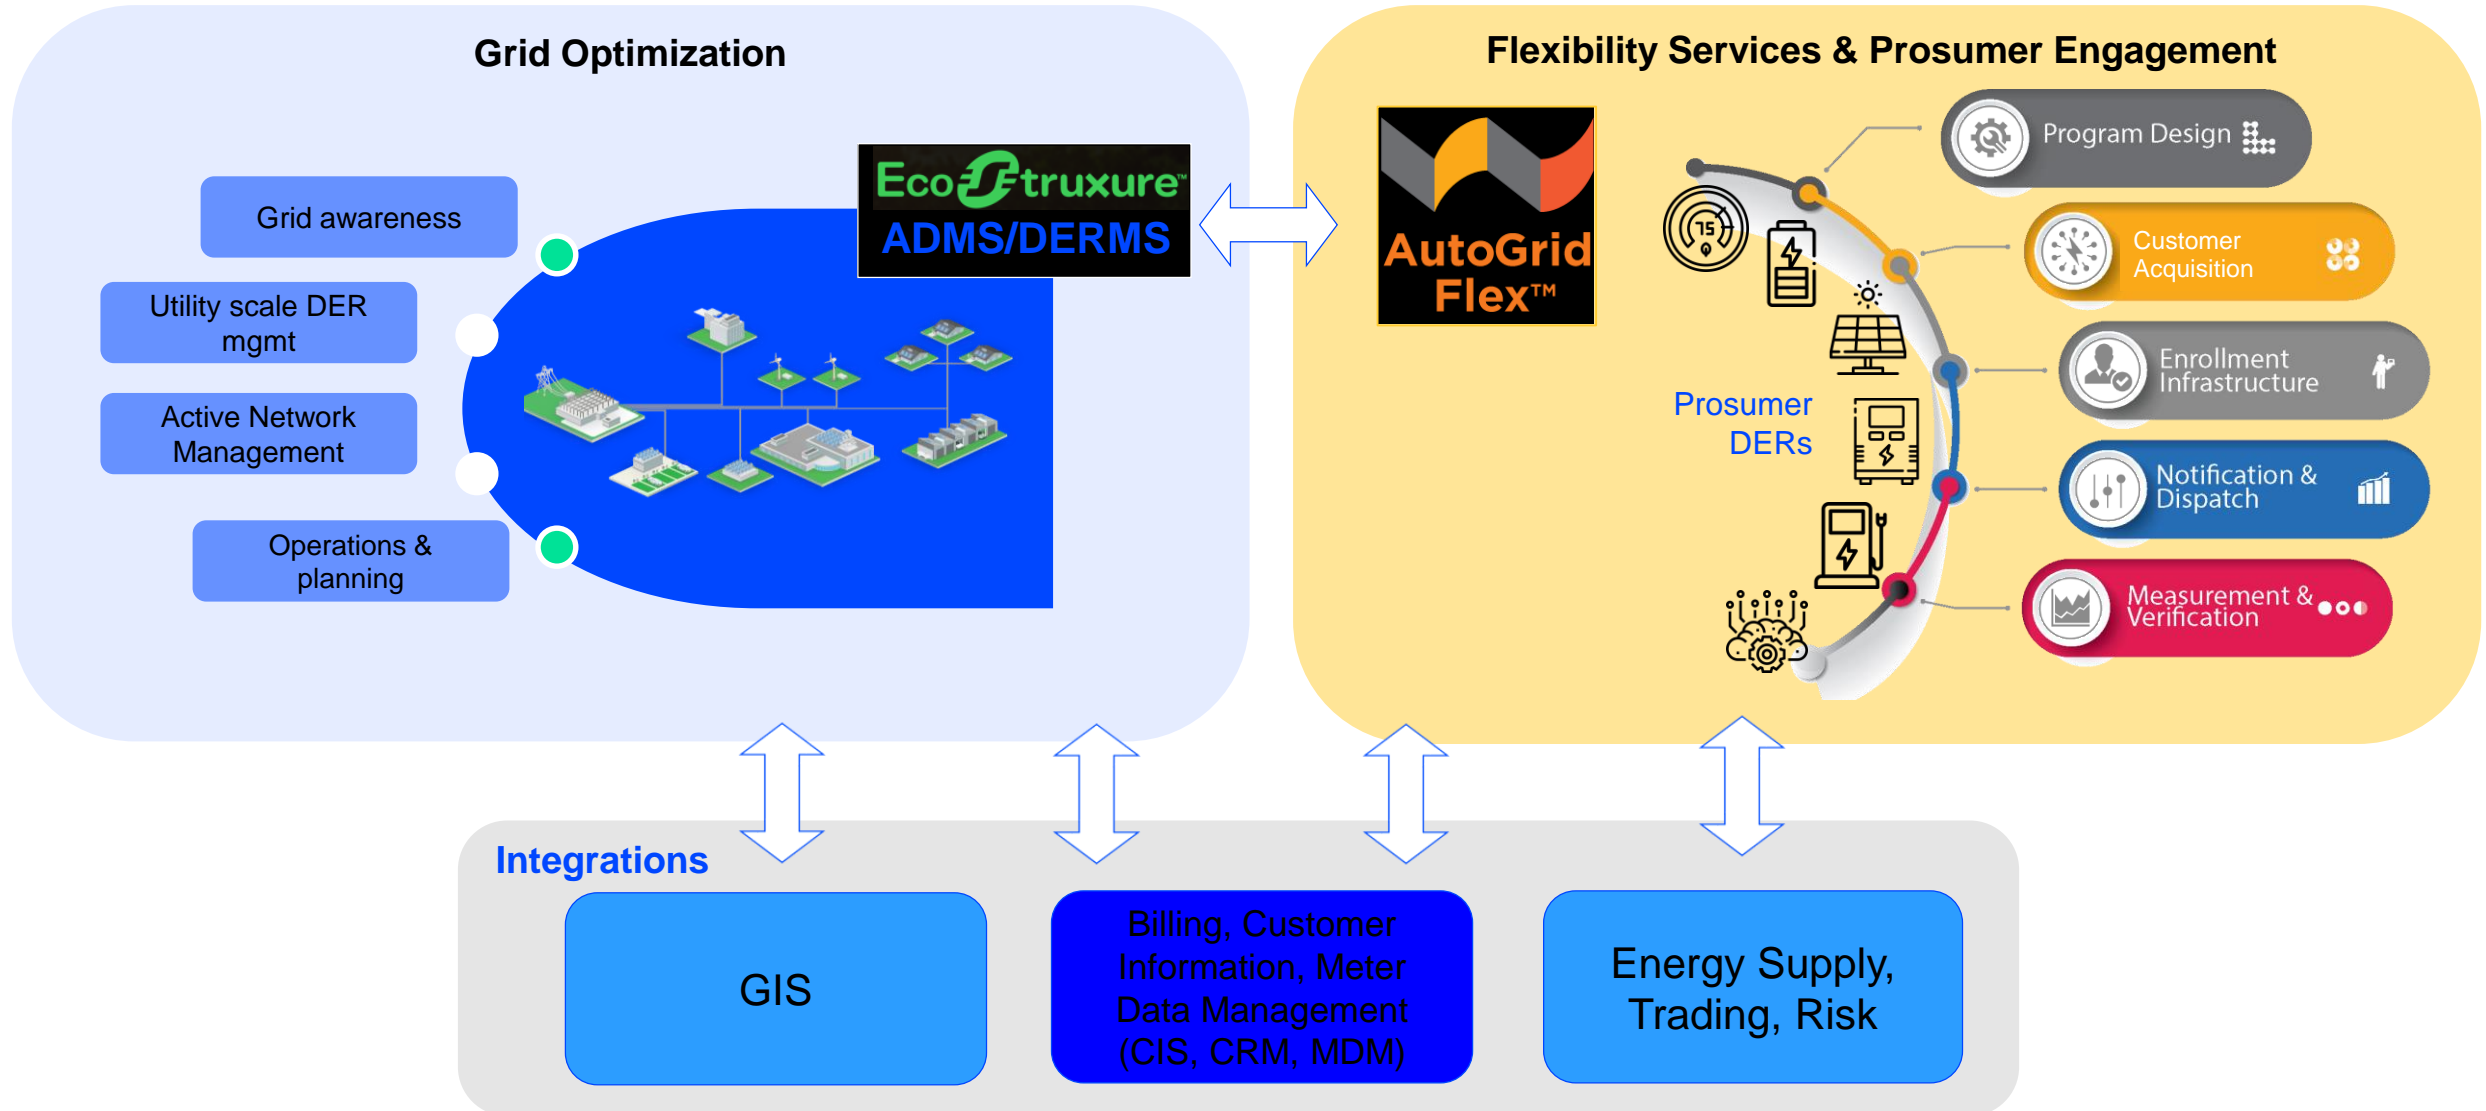 Grid Optimization
Flexibility Services & Prosumer Engagement
EcoStruxure™
ADMS/DERMS
Grid awareness
Utility scale DER
mgmt
Active Network
Management
Operations &
planning
AutoGrid
Flex™
75
Prosumer
DERs
Program Design
Customer
Acquisition
Enrollment
Infrastructure
Notification &
Dispatch
Measurement &
Verification
Integrations
GIS
Billing, Customer
Information, Meter
Data Management
(CIS, CRM, MDM)
Energy Supply,
Trading, Risk